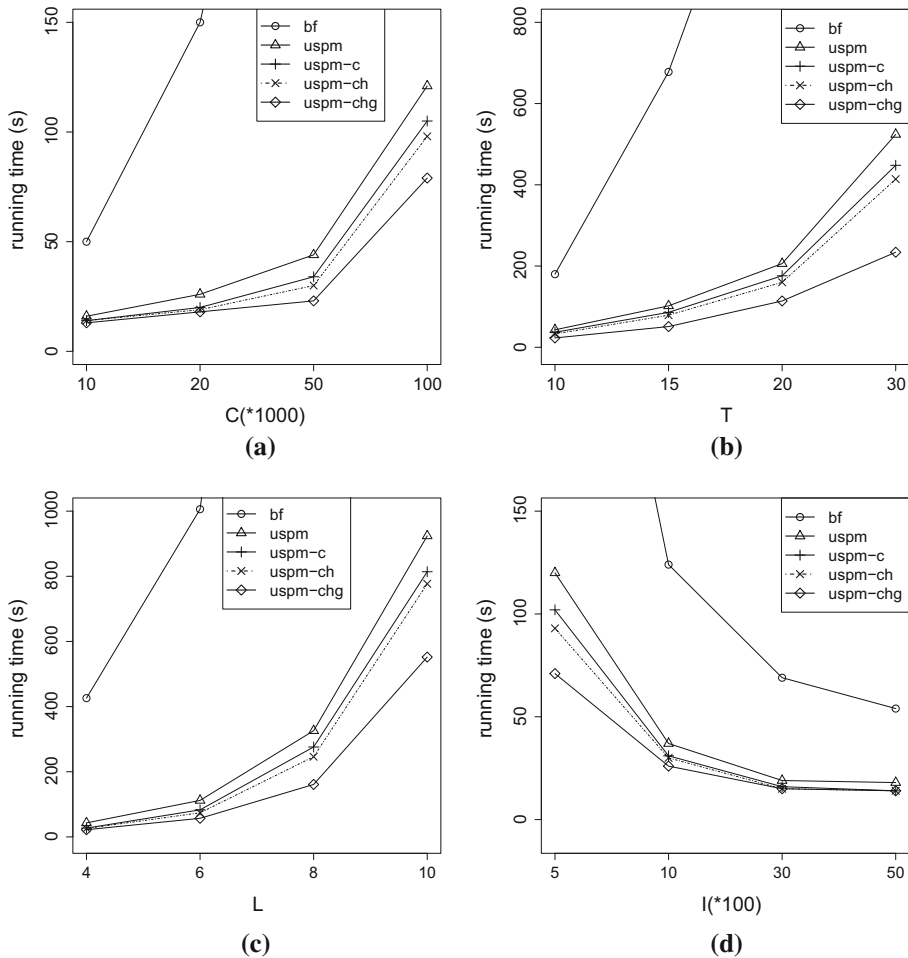 running time (s)
150
100
50
0
bf
uspm
uspm-c
uspm-ch
uspm-chg
10
20
50
100
C(*1000)
(a)
running time (s)
800
600
400
200
0
bf
uspm
uspm-c
uspm-ch
uspm-chg
10
15
20
30
T
(b)
running time (s)
1000
800
600
400
200
0
bf
uspm
uspm-c
uspm-ch
uspm-chg
4
6
8
10
L
(c)
running time (s)
150
100
50
0
bf
uspm
uspm-c
uspm-ch
uspm-chg
5
10
30
50
I(*100)
(d)